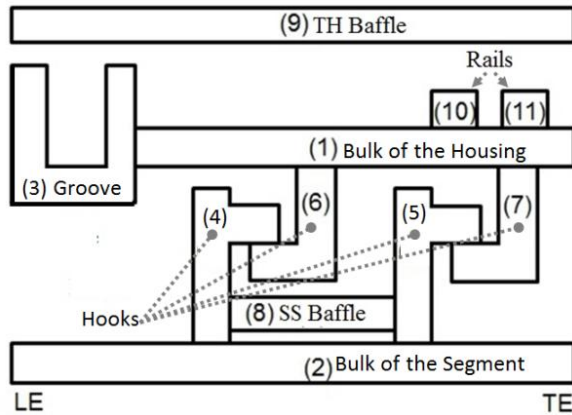 (9) TH Baffle
Rails
(10) (11)
(1) Bulk of the Housing
(3) Groove
(4) (6) (5) (7)
Hooks
(8) SS Baffle
(2) Bulk of the Segment
LE TE